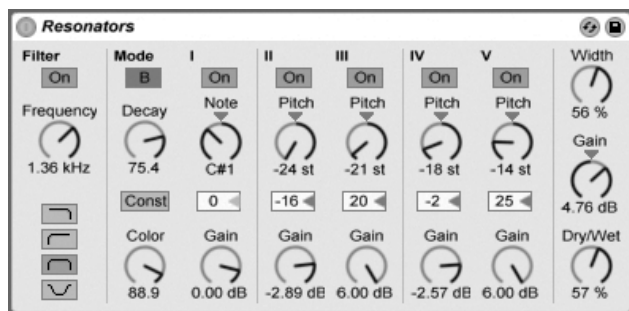 Resonators
Filter Mode I II III IV V Width
On B On On On On On
56 %
Frequency Decay Note Pitch Pitch Pitch Pitch
Gain
1.36 kHz 75.4 C#1 -24 st -21 st -18 st -14 st
Const 0 -16 20 -2 25
4.76 dB
Color Gain Gain Gain Gain Gain Dry/Wet
88.9 0.00 dB -2.89 dB 6.00 dB -2.57 dB 6.00 dB 57 %